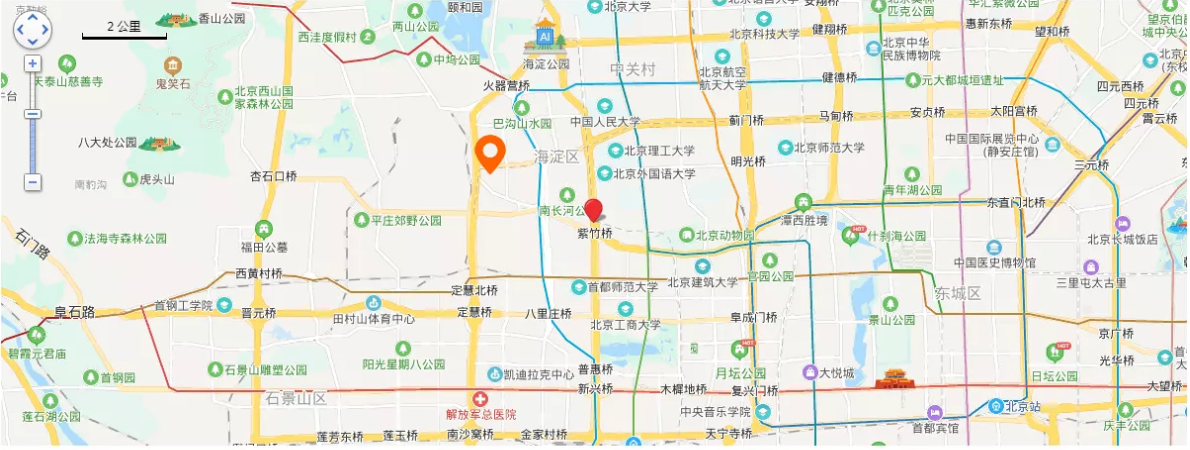 香山公园
颐和园
北京大学
2 公里
两山公园
西洼度假村
中坞公园
海淀公园
AI
北京科技大学
健翔桥
匹克公园
惠新东桥
望和桥
中关村
北京中华
民族博物院
天泰山慈善寺
鬼笑石
北京西山国
家森林公园
火器营桥
北京航空
航天大学
健德桥
元大都城垣遗址
四元西桥
四元桥
霄云桥
八大处公园
巴沟山水园
中国人民大学
蓟门桥
马甸桥
安贞桥
太阳宫桥
中国国际展览中心
(静安庄馆)
海淀区
北京理工大学
明光桥
北京师范大学
三元桥
南豹沟
虎头山
杏石口桥
北京外国语大学
青年湖公园
南长河公
平庄郊野公园
潭西胜境
东直门北桥
石门路
法海寺森林公园
福田公墓
紫竹桥
北京动物园
HOT
什刹海公园
北京长城饭店
中国医史博物馆
西黄村桥
官园公园
定慧北桥
首都师范大学
北京建筑大学
三里屯太古里
东城区
首钢工学院
阜石路
晋元桥
田村山体育中心
定慧桥
八里庄桥
北京工商大学
阜成门桥
景山公园
京广桥
碧霞元君庙
阳光星期八公园
HOT
HOT
光华桥
首钢园
石景山雕塑公园
凯迪拉克中心
普惠桥
月坛公园
大悦城
日坛公园
新兴桥
木樨地桥
复兴门桥
大望桥
石景山区
莲石湖公园
解放军总医院
中央音乐学院
北京站
首都宾馆
庆丰公园
莲芳东桥
莲玉桥
南沙窝桥
金家村桥
天宁寺桥